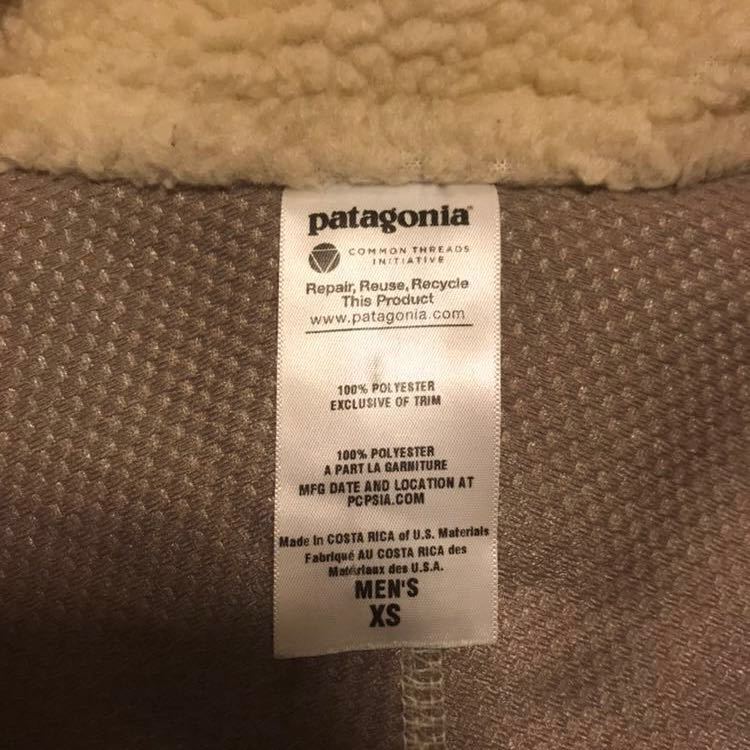 patagonia®
COMMON THREADS
INITIATIVE
Repair, Reuse, Recycle
This Product
www.patagonia.com
100% POLYESTER
EXCLUSIVE OF TRIM
100% POLYESTER
A PART LA GARNITURE
MFG DATE AND LOCATION AT
PCPSIA.COM
Made in COSTA RICA of U.S. Materials
Fabriqué AU COSTA RICA des
Matériaux des U.S.A.
MEN'S
XS